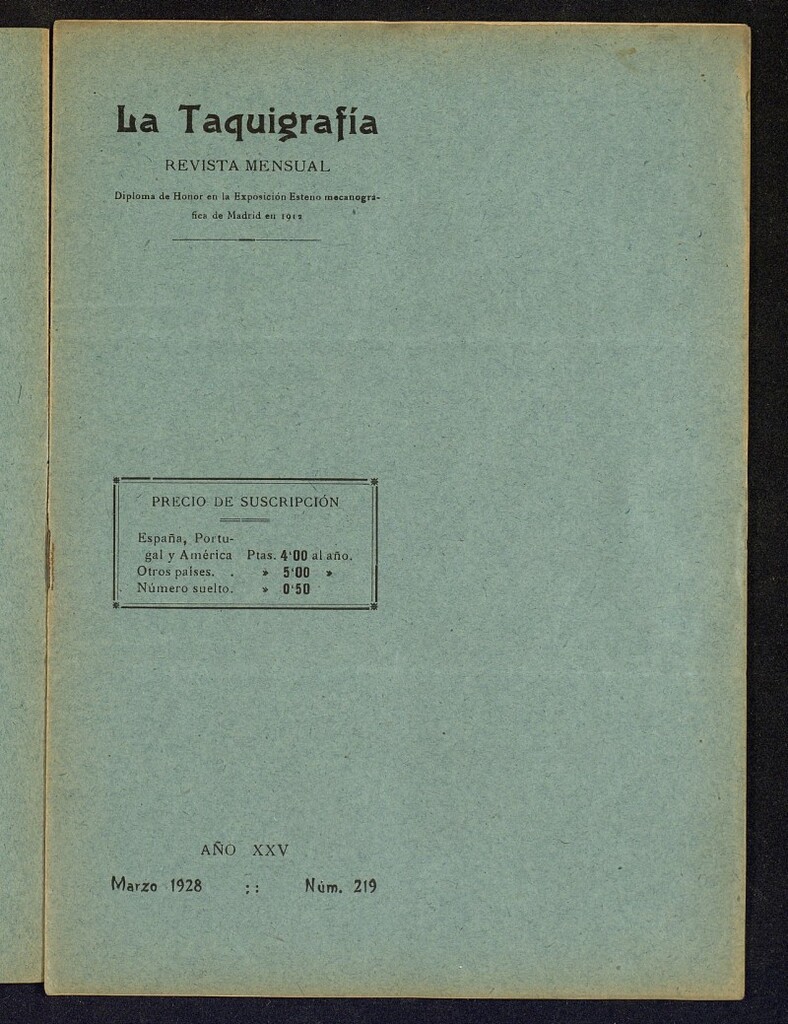 La Taquigrafía
REVISTA MENSUAL
Diploma de Honor en la Exposición Esteno mecanográ-
fica de Madrid en 1912
PRECIO DE SUSCRIPCIÓN
España, Portu-
gal y América Ptas. 4'00 al año.
Otros países. . » 5'00 »
Número suelto. » 0'50
AÑO XXV
Marzo 1928 :: Núm. 219